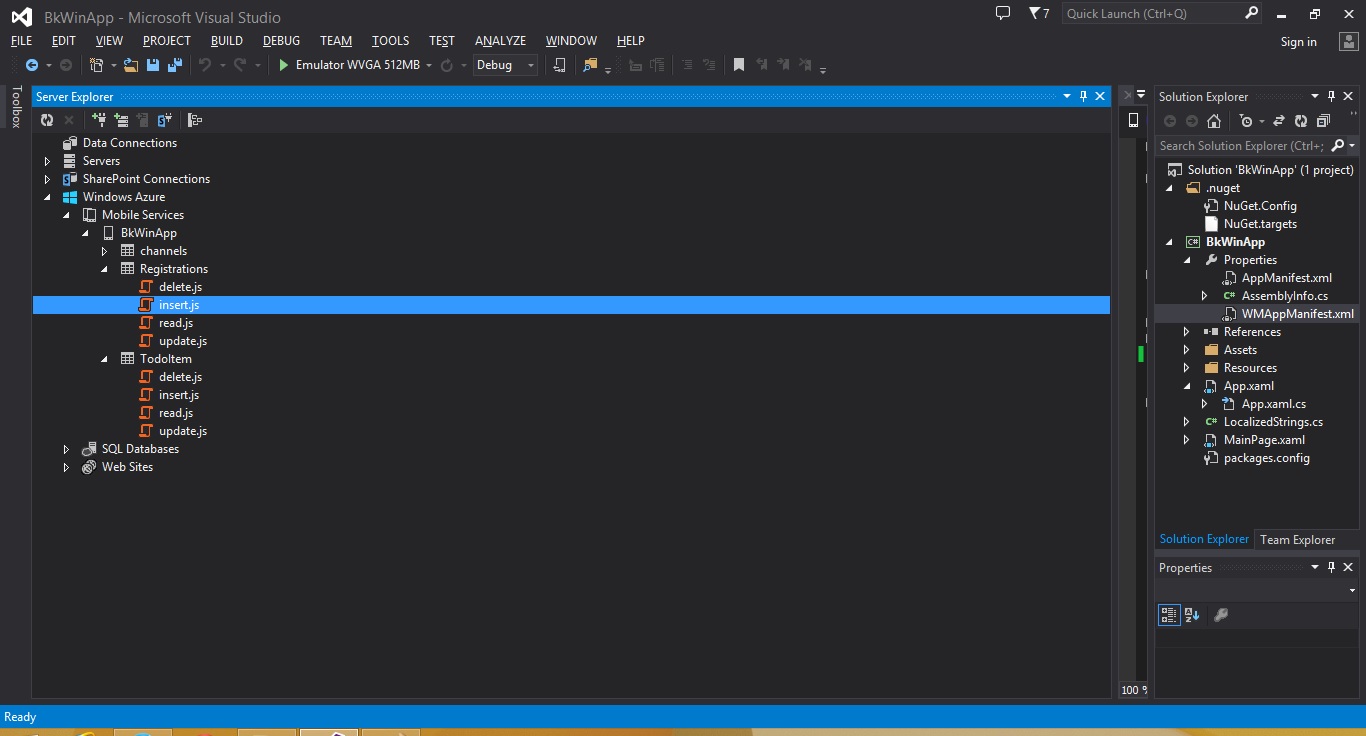 BkWinApp - Microsoft Visual Studio
7
Quick Launch (Ctrl+Q)
FILE EDIT VIEW PROJECT BUILD DEBUG TEAM TOOLS TEST ANALYZE WINDOW HELP
Sign in
Emulator WVGA 512MB
Debug
Toolbox
Server Explorer
Data Connections
Servers
SharePoint Connections
Windows Azure
Mobile Services
BkWinApp
channels
Registrations
delete.js
insert.js
read.js
update.js
TodoItem
delete.js
insert.js
read.js
update.js
SQL Databases
Web Sites
100 %
Solution Explorer
Search Solution Explorer (Ctrl+;
Solution 'BkWinApp' (1 project)
.nuget
NuGet.Config
NuGet.targets
C# BkWinApp
Properties
AppManifest.xml
C# AssemblyInfo.cs
WMAppManifest.xml
References
Assets
Resources
App.xaml
App.xaml.cs
C# LocalizedStrings.cs
MainPage.xaml
packages.config
Solution Explorer
Team Explorer
Properties
Ready